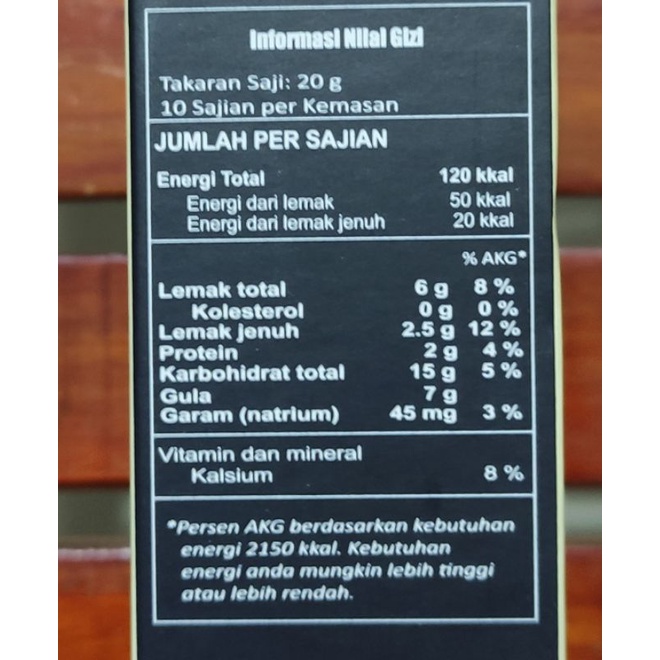 Informasi Nilai Gizi
Takaran Saji: 20 g
10 Sajian per Kemasan
JUMLAH PER SAJIAN
Energi Total 120 kkal
Energi dari lemak 50 kkal
Energi dari lemak jenuh 20 kkal
% AKG*
Lemak total 6 g 8 %
Kolesterol 0 g 0 %
Lemak jenuh 2.5 g 12 %
Protein 2 g 4 %
Karbohidrat total 15 g 5 %
Gula 7 g
Garam (natrium) 45 mg 3 %
Vitamin dan mineral
Kalsium 8 %
*Persen AKG berdasarkan kebutuhan
energi 2150 kkal. Kebutuhan
energi anda mungkin lebih tinggi
atau lebih rendah.